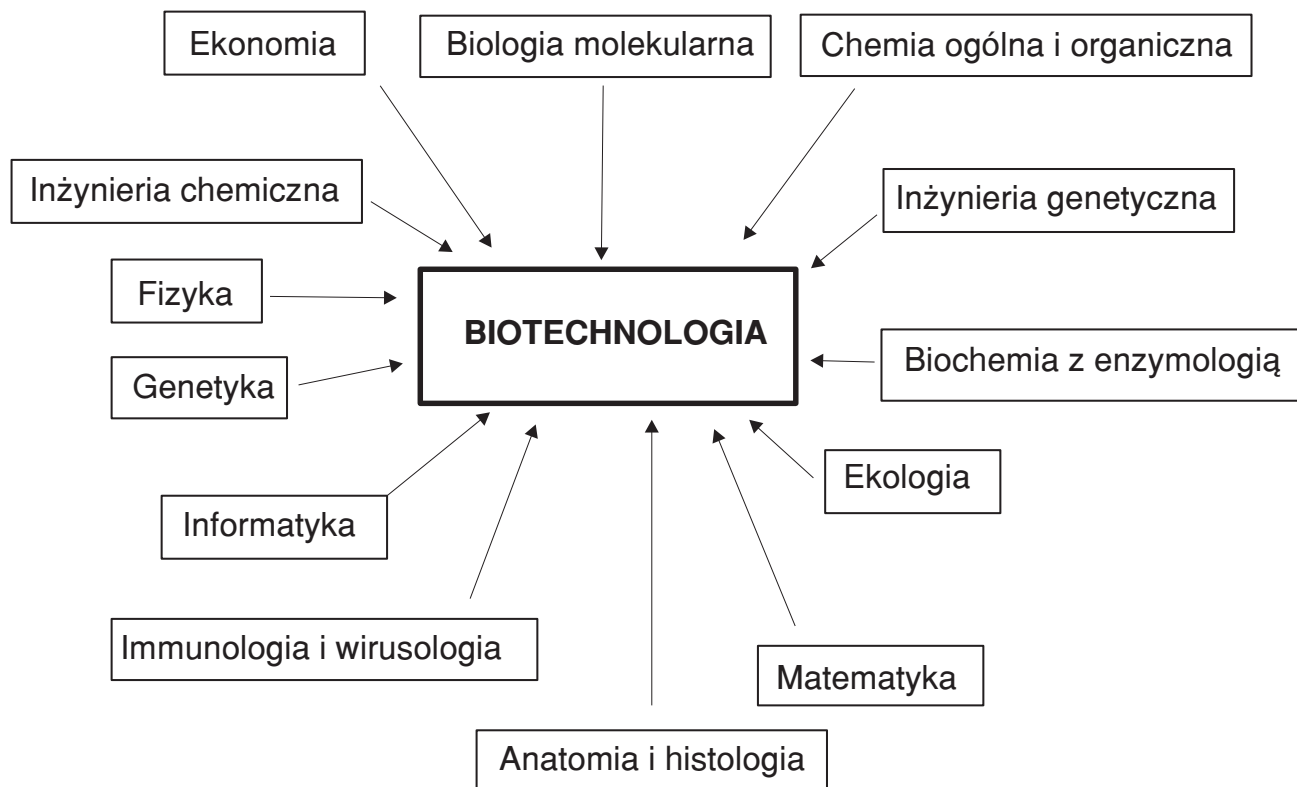 Ekonomia
Biologia molekularna
Chemia ogólna i organiczna
Inżynieria chemiczna
Inżynieria genetyczna
Fizyka
BIOTECHNOLOGIA
Biochemia z enzymologią
Genetyka
Ekologia
Informatyka
Immunologia i wirusologia
Matematyka
Anatomia i histologia